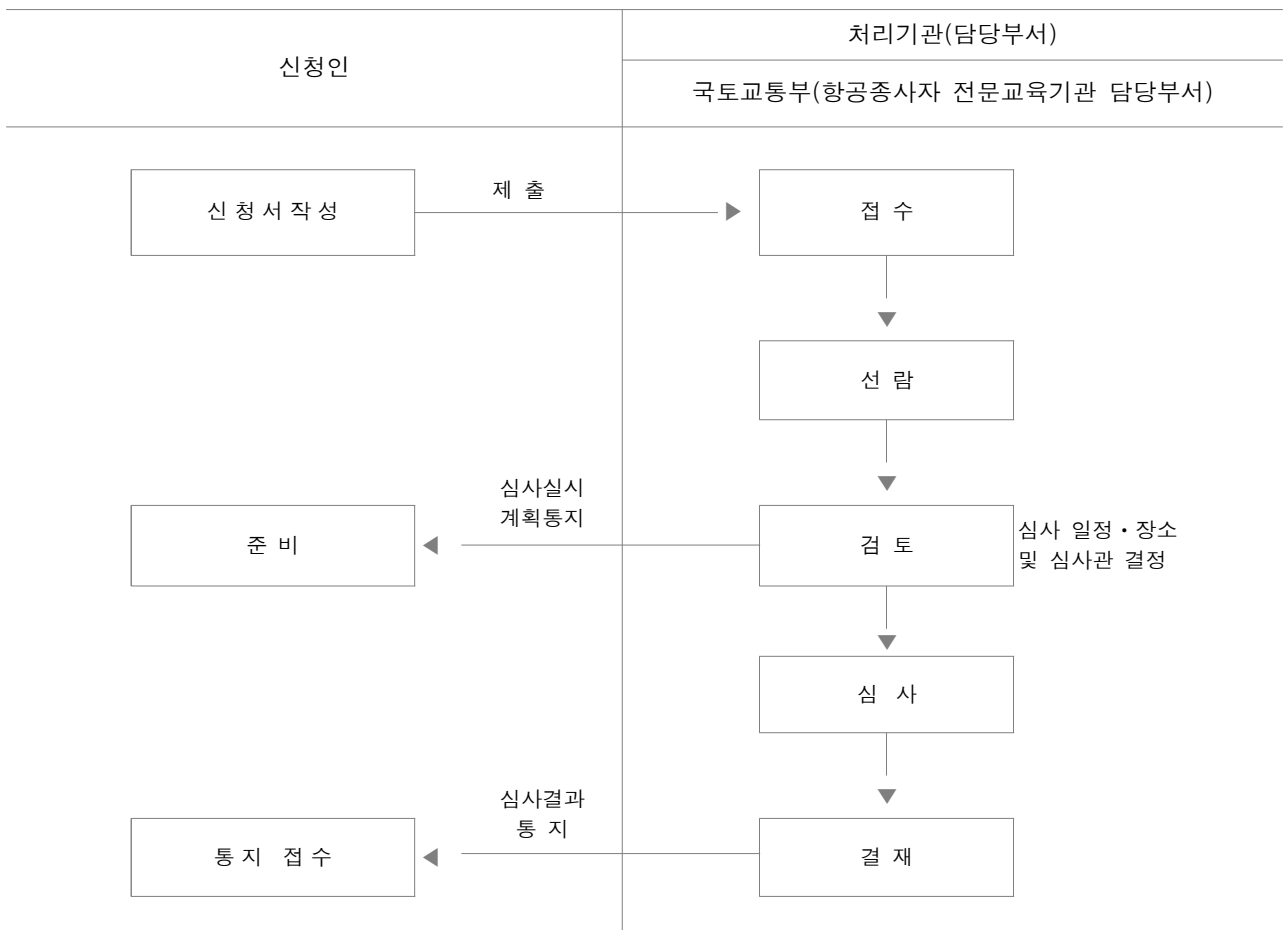 신청인
처리기관(담당부서)
국토교통부(항공종사자 전문교육기관 담당부서)
신 청 서 작 성
제 출
접 수
선 람
심사실시
계획통지
준 비
검 토
심사 일정・장소
및 심사관 결정
심 사
심사결과
통 지
통 지 접 수
결 재